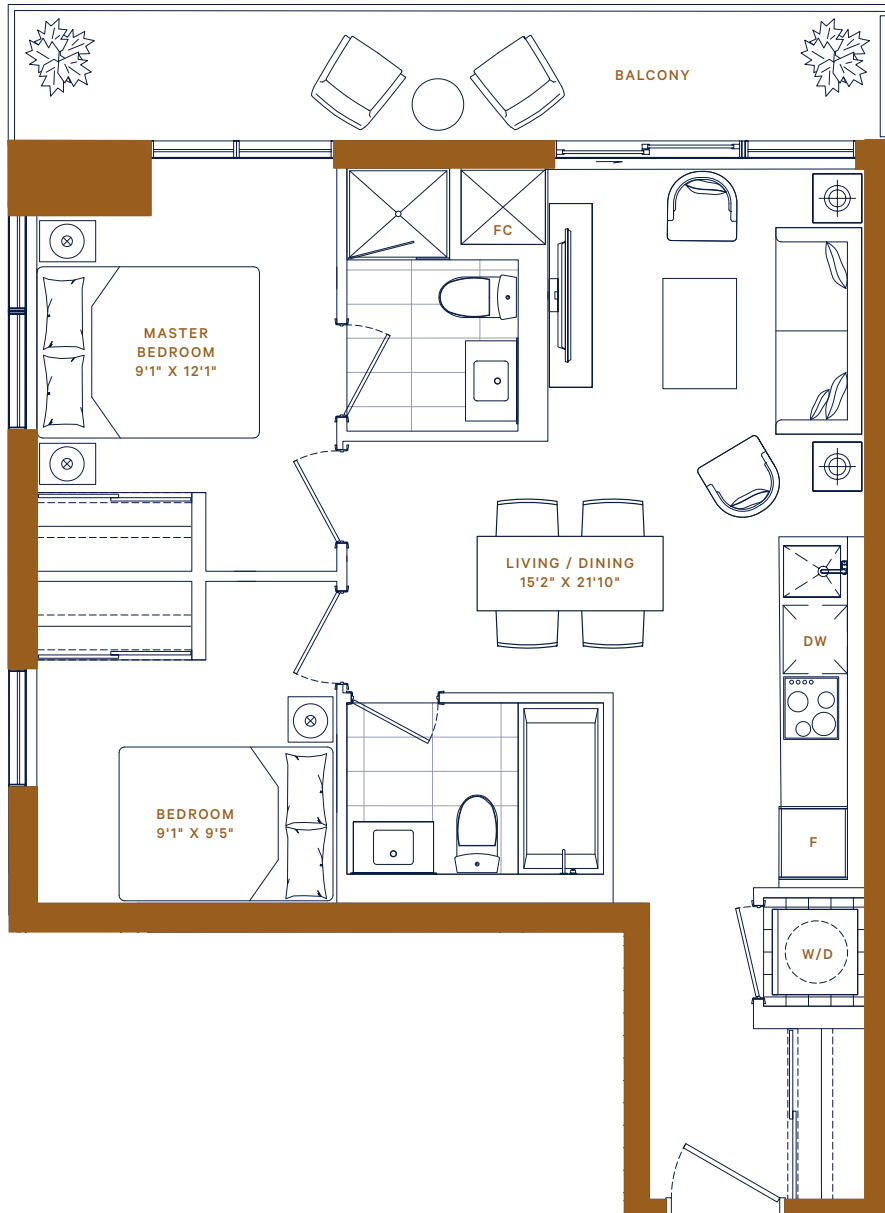 BALCONY
FC
MASTER
BEDROOM
9'1" X 12'1"
LIVING / DINING
15'2" X 21'10"
DW
BEDROOM
9'1" X 9'5"
F
W/D